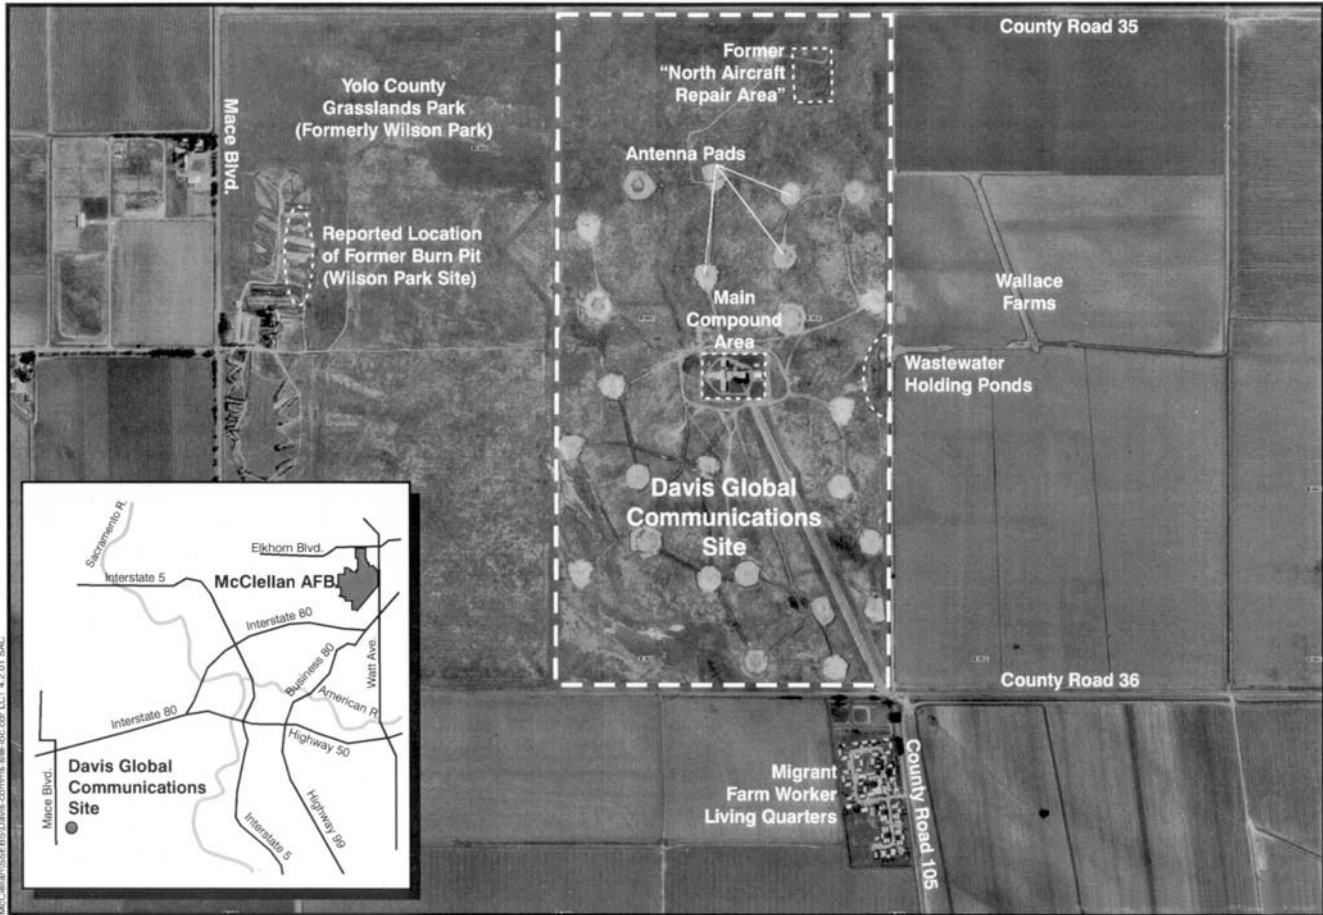 County Road 35
Former
"North Aircraft
Repair Area"
Yolo County
Grasslands Park
(Formerly Wilson Park)
Mace Blvd.
Antenna Pads
Reported Location
of Former Burn Pit
(Wilson Park Site)
Wallace
Farms
Main
Compound
Area
Wastewater
Holding Ponds
Davis Global
Communications
Site
County Road 36
Migrant
Farm Worker
Living Quarters
County Road 105
Sacramento R.
Elkhorn Blvd.
Interstate 5
McClellan AFB
Interstate 80
Business 80
Watt Ave.
American R.
Interstate 80
Highway 50
Davis Global
Communications
Site
Mace Blvd.
Highway 99
Interstate 5